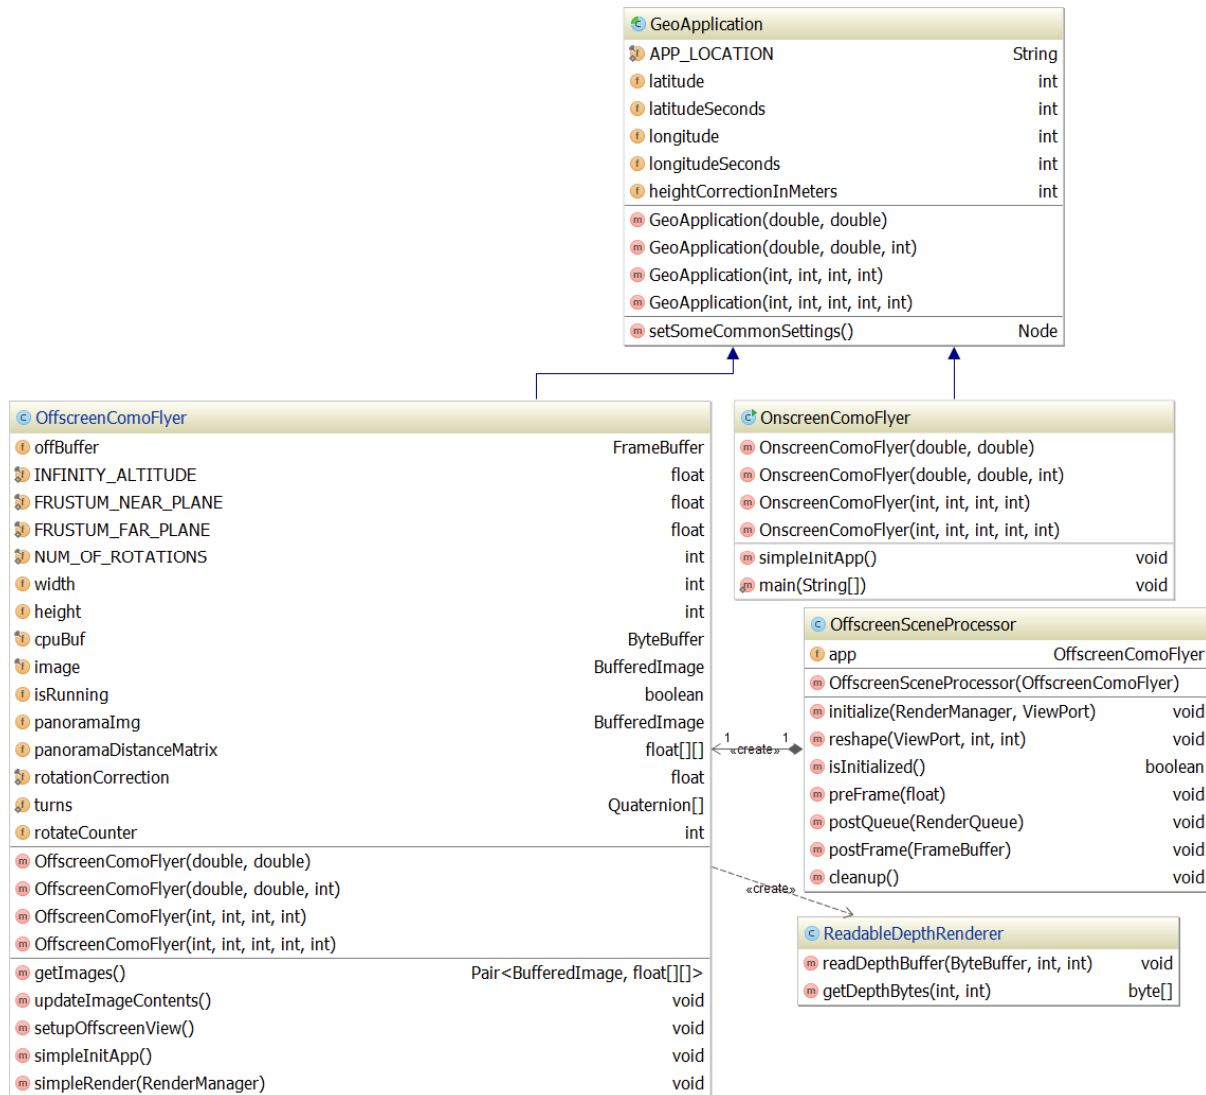 GeoApplication
APP_LOCATION String
latitude int
latitudeSeconds int
longitude int
longitudeSeconds int
heightCorrectionInMeters int
GeoApplication(double, double)
GeoApplication(double, double, int)
GeoApplication(int, int, int, int)
GeoApplication(int, int, int, int, int)
setSomeCommonSettings() Node
OffscreenComoFlyer
offBuffer FrameBuffer
INFINITY_ALTITUDE float
FRUSTUM_NEAR_PLANE float
FRUSTUM_FAR_PLANE float
NUM_OF_ROTATIONS int
width int
height int
cpuBuf ByteBuffer
image BufferedImage
isRunning boolean
panoramaImg BufferedImage
panoramaDistanceMatrix float[][]
rotationCorrection float
turns Quaternion[]
rotateCounter int
OffscreenComoFlyer(double, double)
OffscreenComoFlyer(double, double, int)
OffscreenComoFlyer(int, int, int, int)
OffscreenComoFlyer(int, int, int, int, int)
getImages() Pair<BufferedImage, float[][]>
updateImageContents() void
setupOffscreenView() void
simpleInitApp() void
simpleRender(RenderManager) void
OnscreenComoFlyer
OnscreenComoFlyer(double, double)
OnscreenComoFlyer(double, double, int)
OnscreenComoFlyer(int, int, int, int)
OnscreenComoFlyer(int, int, int, int, int)
simpleInitApp() void
main(String[]) void
OffscreenSceneProcessor
app OffscreenComoFlyer
OffscreenSceneProcessor(OffscreenComoFlyer)
initialize(RenderManager, ViewPort) void
reshape(ViewPort, int, int) void
isInitialized() boolean
preFrame(float) void
postQueue(RenderQueue) void
postFrame(FrameBuffer) void
cleanup() void
1 «create» 1
«create»
ReadableDepthRenderer
readDepthBuffer(ByteBuffer, int, int) void
getDepthBytes(int, int) byte[]